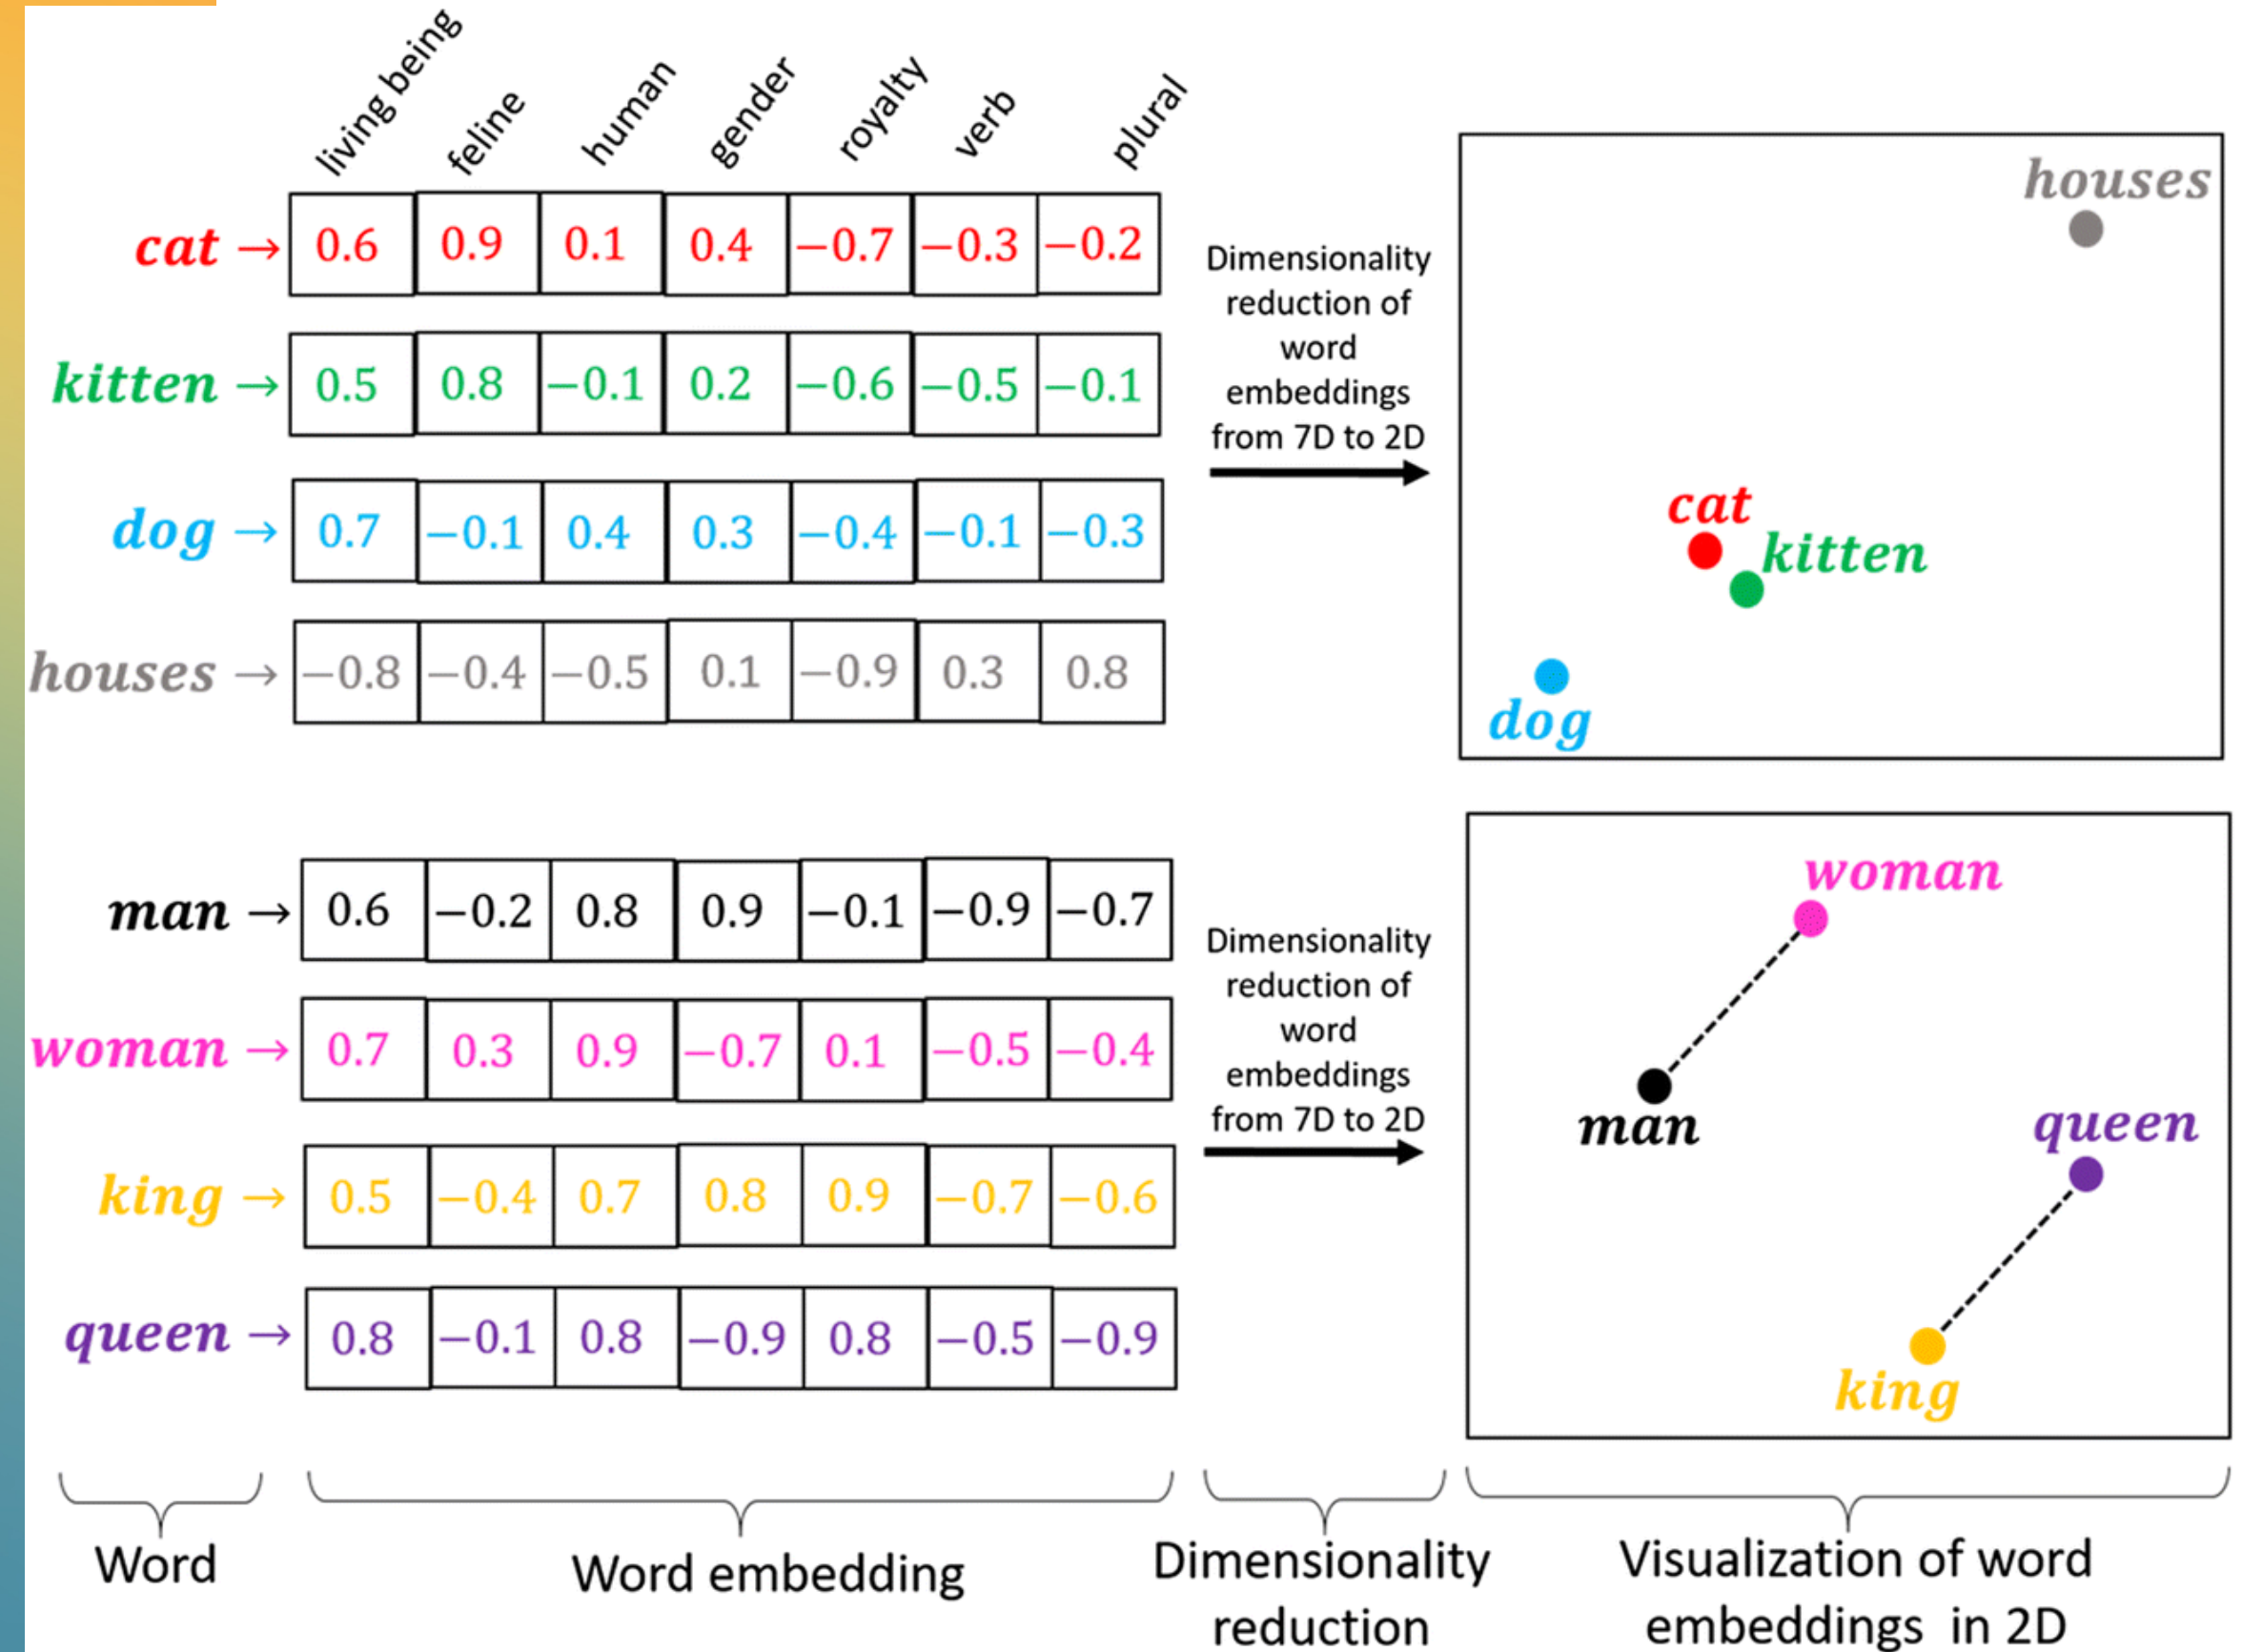 living being feline human gender royalty verb plural
cat → 0.6 0.9 0.1 0.4 −0.7 −0.3 −0.2
kitten → 0.5 0.8 −0.1 0.2 −0.6 −0.5 −0.1
dog → 0.7 −0.1 0.4 0.3 −0.4 −0.1 −0.3
houses → −0.8 −0.4 −0.5 0.1 −0.9 0.3 0.8
Dimensionality
reduction of
word
embeddings
from 7D to 2D
houses
cat
kitten
dog
man → 0.6 −0.2 0.8 0.9 −0.1 −0.9 −0.7
woman → 0.7 0.3 0.9 −0.7 0.1 −0.5 −0.4
king → 0.5 −0.4 0.7 0.8 0.9 −0.7 −0.6
queen → 0.8 −0.1 0.8 −0.9 0.8 −0.5 −0.9
Dimensionality
reduction of
word
embeddings
from 7D to 2D
woman
man
queen
king
Word
Word embedding
Dimensionality
reduction
Visualization of word
embeddings in 2D